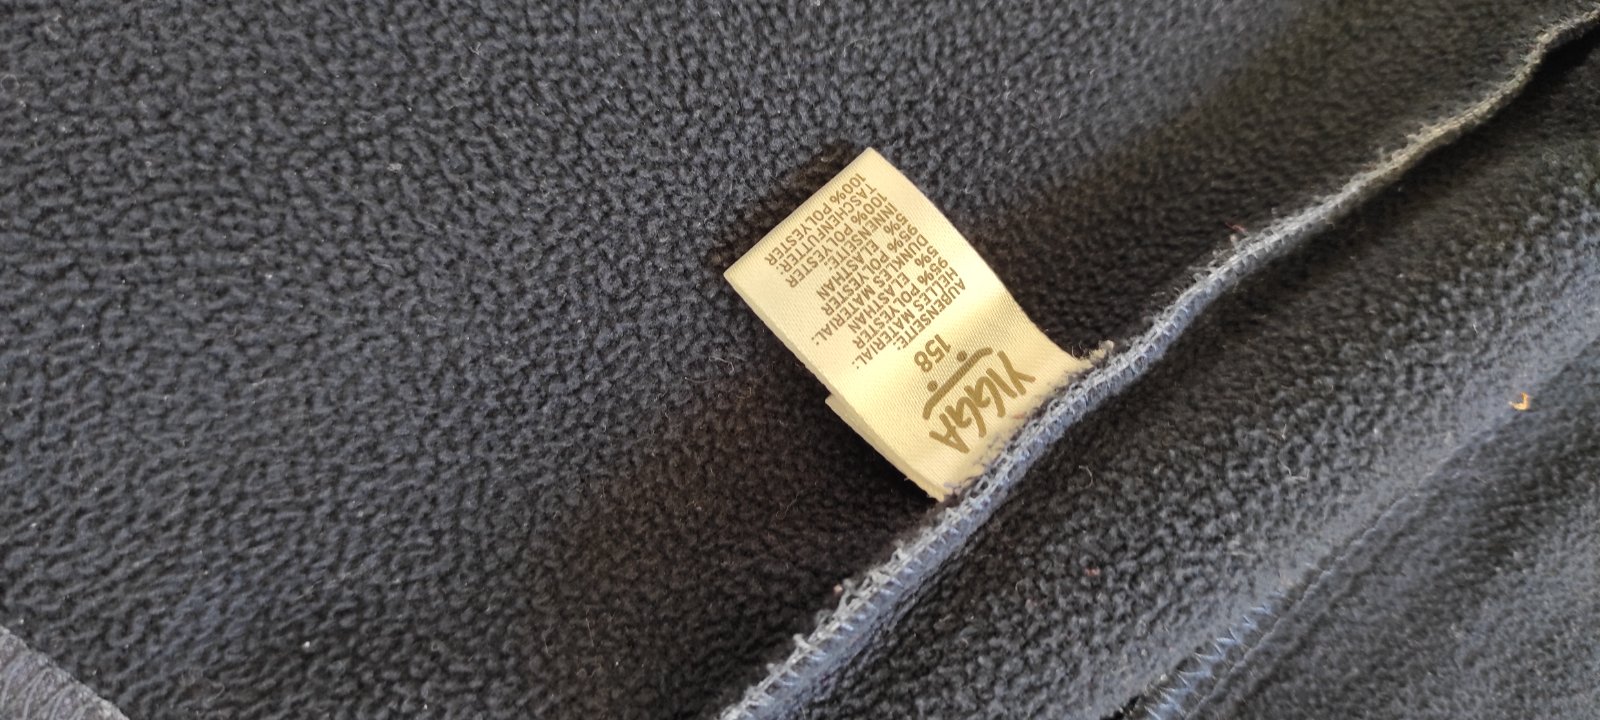 YIGGA
158
AUßENSEITE:
HELLES MATERIAL:
95% POLYESTER
5% ELASTHAN
DUNKLES MATERIAL:
95% POLYESTER
5% ELASTHAN
INNENSEITE:
100% POLYESTER
TASCHENFUTTER:
100% POLYESTER